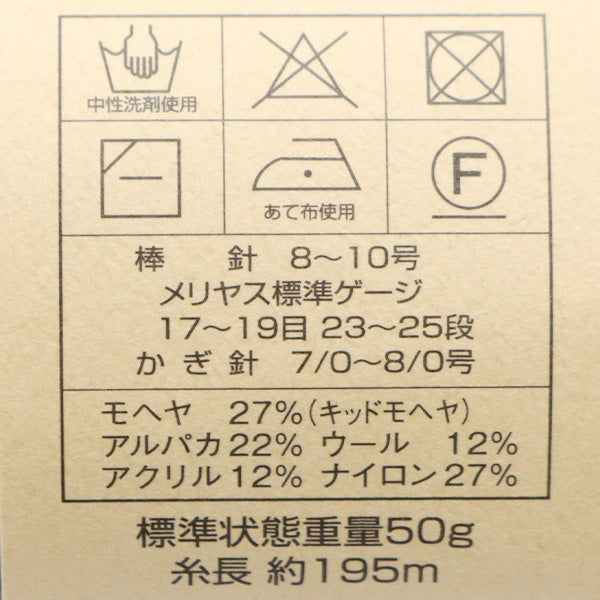 中性洗剤使用
あて布使用
F
棒 針 8～10号
メリヤス標準ゲージ
17～19目 23～25段
かぎ針 7/0～8/0号
モヘヤ 27%(キッドモヘヤ)
アルパカ22% ウール 12%
アクリル12% ナイロン27%
標準状態重量50g
糸長 約195m